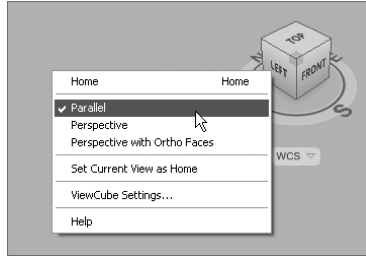 TOP
LEFT
FRONT
S
WCS
Home Home
Parallel
Perspective
Perspective with Ortho Faces
Set Current View as Home
ViewCube Settings...
Help